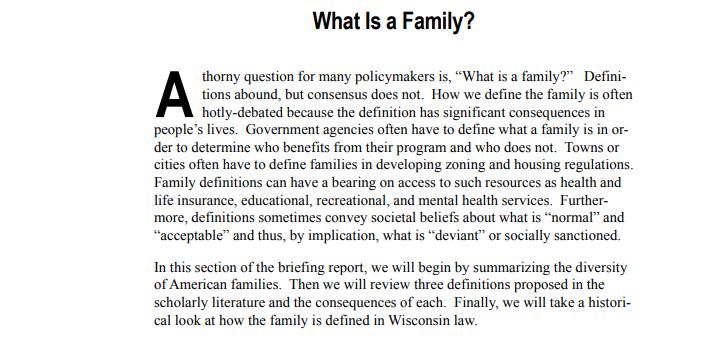 What Is a Family?
A thorny question for many policymakers is, “What is a family?”  Defini-
tions abound, but consensus does not.  How we define the family is often
hotly-debated because the definition has significant consequences in
people’s lives.  Government agencies often have to define what a family is in or-
der to determine who benefits from their program and who does not.  Towns or
cities often have to define families in developing zoning and housing regulations.
Family definitions can have a bearing on access to such resources as health and
life insurance, educational, recreational, and mental health services.  Further-
more, definitions sometimes convey societal beliefs about what is “normal” and
“acceptable” and thus, by implication, what is “deviant” or socially sanctioned.
In this section of the briefing report, we will begin by summarizing the diversity
of American families.  Then we will review three definitions proposed in the
scholarly literature and the consequences of each.  Finally, we will take a histori-
cal look at how the family is defined in Wisconsin law.